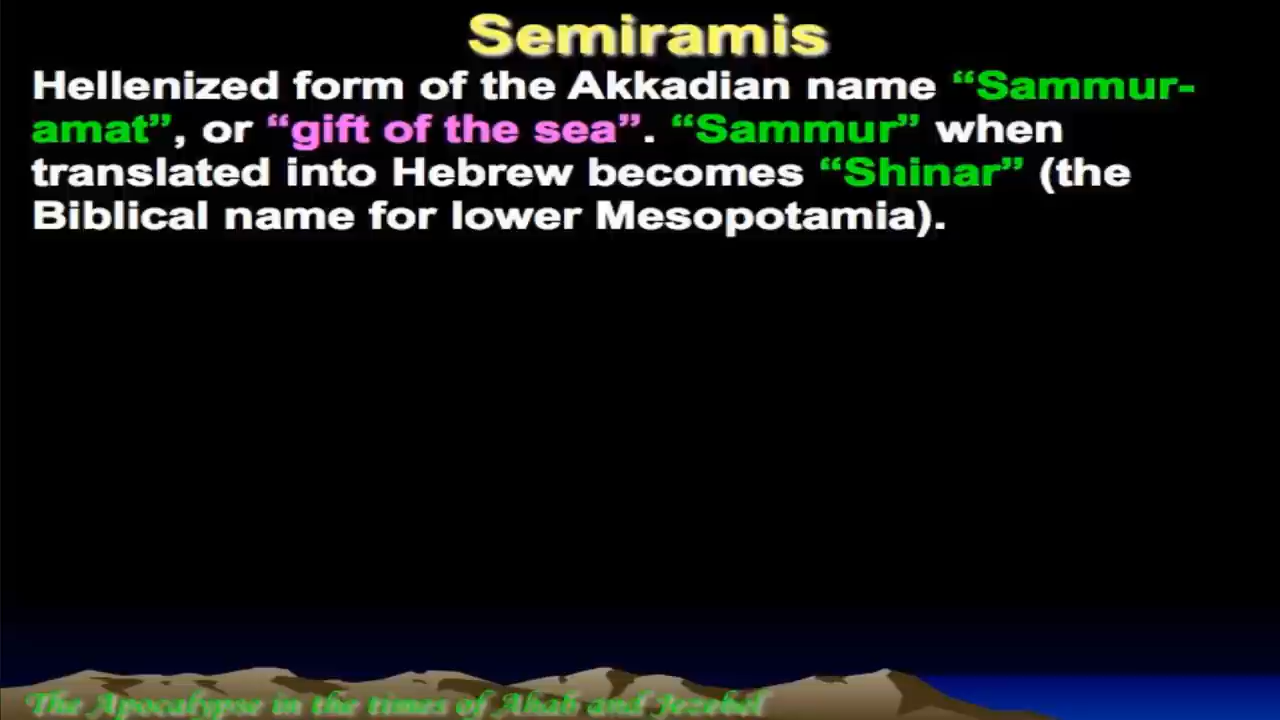 Semiramis
Hellenized form of the Akkadian name “Sammur-
amat”, or “gift of the sea”. “Sammur” when
translated into Hebrew becomes “Shinar” (the
Biblical name for lower Mesopotamia).
The Apocalypse in the times of Ahab and Jezebel